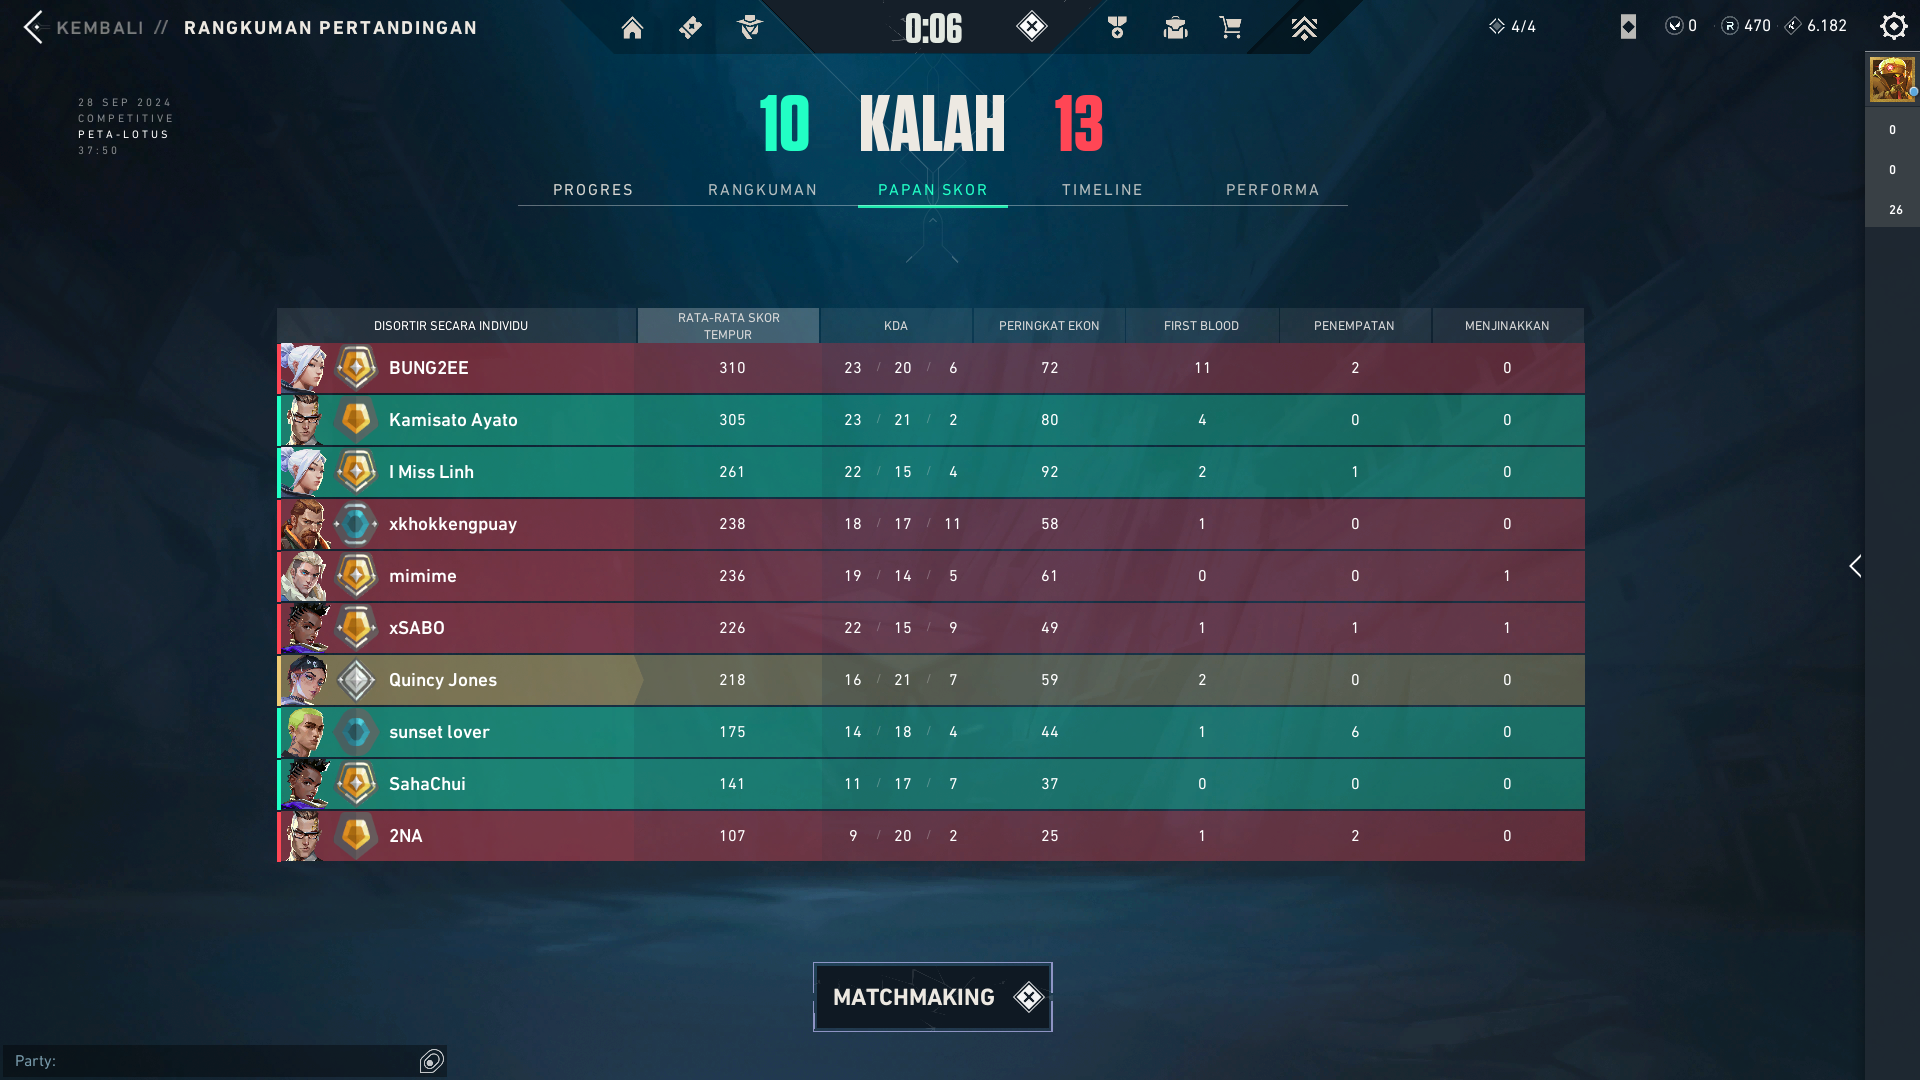 KEMBALI // RANGKUMAN PERTANDINGAN
0:06
4/4
0
470
6.182
28 SEP 2024
COMPETITIVE
PETA-LOTUS
37:50
10 KALAH 13
PROGRES RANGKUMAN PAPAN SKOR TIMELINE PERFORMA
0
0
26
DISORTIR SECARA INDIVIDU RATA-RATA SKOR TEMPUR KDA PERINGKAT EKON FIRST BLOOD PENEMPATAN MENJINAKKAN
BUNG2EE 310 23 / 20 / 6 72 11 2 0
Kamisato Ayato 305 23 / 21 / 2 80 4 0 0
I Miss Linh 261 22 / 15 / 4 92 2 1 0
xkhokkengpuay 238 18 / 17 / 11 58 1 0 0
mimime 236 19 / 14 / 5 61 0 0 1
xSABO 226 22 / 15 / 9 49 1 1 1
Quincy Jones 218 16 / 21 / 7 59 2 0 0
sunset lover 175 14 / 18 / 4 44 1 6 0
SahaChui 141 11 / 17 / 7 37 0 0 0
2NA 107 9 / 20 / 2 25 1 2 0
MATCHMAKING
Party: